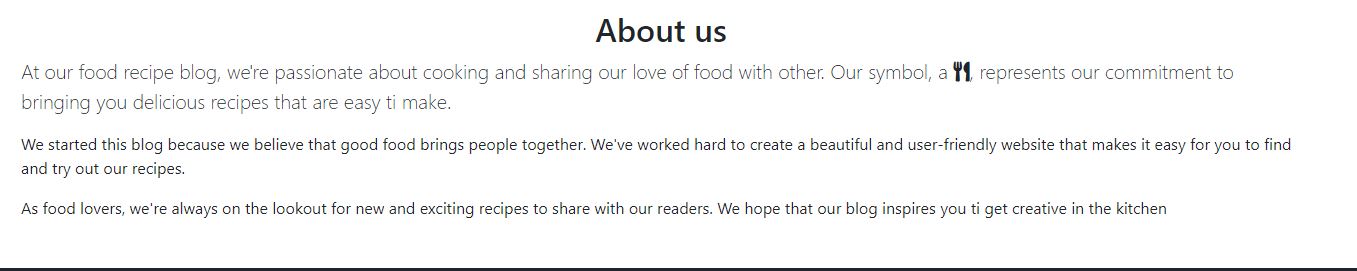 About us
At our food recipe blog, we're passionate about cooking and sharing our love of food with other. Our symbol, a 🍴, represents our commitment to
bringing you delicious recipes that are easy ti make.
We started this blog because we believe that good food brings people together. We've worked hard to create a beautiful and user-friendly website that makes it easy for you to find
and try out our recipes.
As food lovers, we're always on the lookout for new and exciting recipes to share with our readers. We hope that our blog inspires you ti get creative in the kitchen